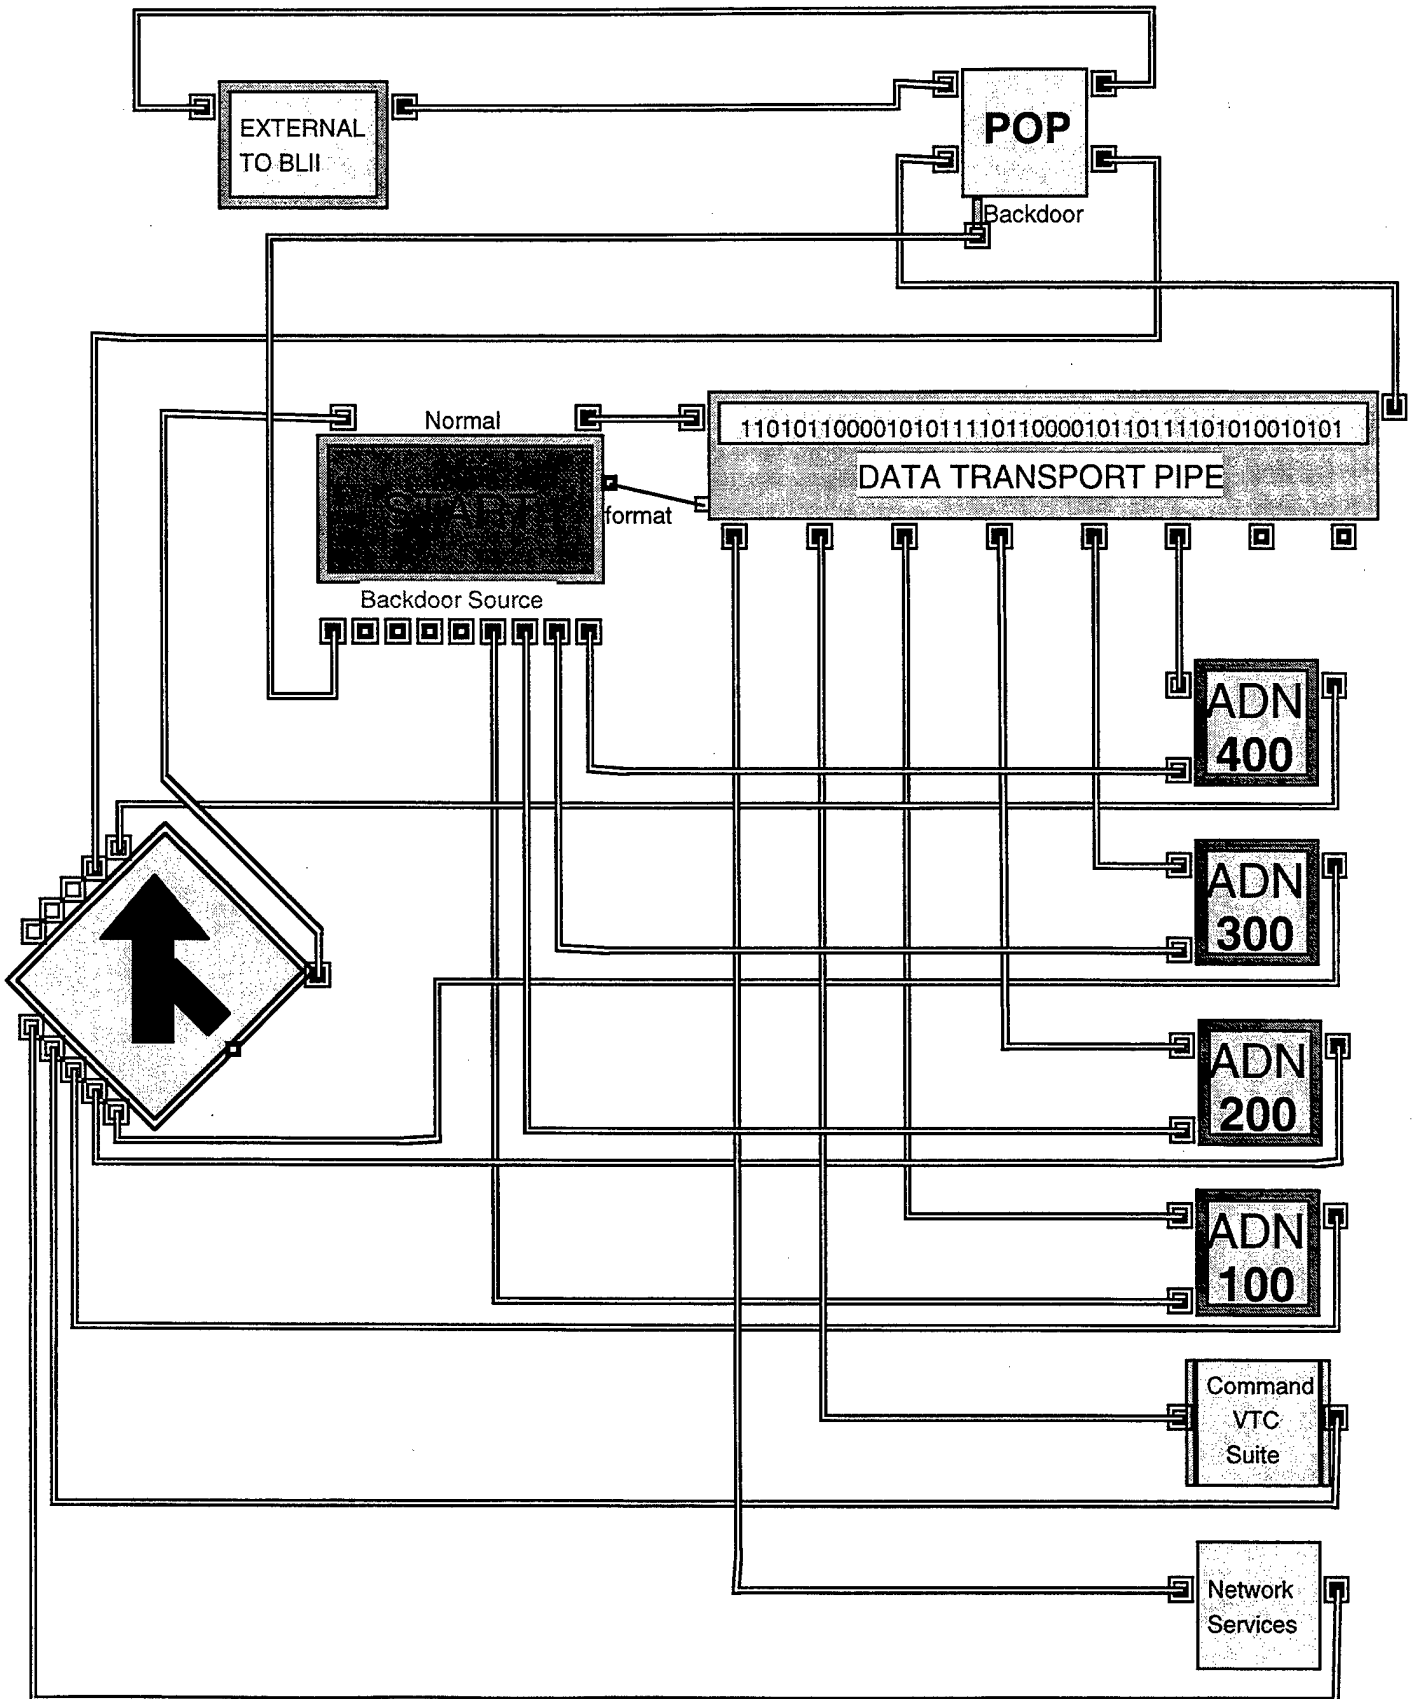 EXTERNAL
TO BLII
POP
Backdoor
Normal
1101011000010101111011000010110111101010010101
DATA TRANSPORT PIPE
START
format
Backdoor Source
ADN
400
ADN
300
ADN
200
ADN
100
Command
VTC
Suite
Network
Services